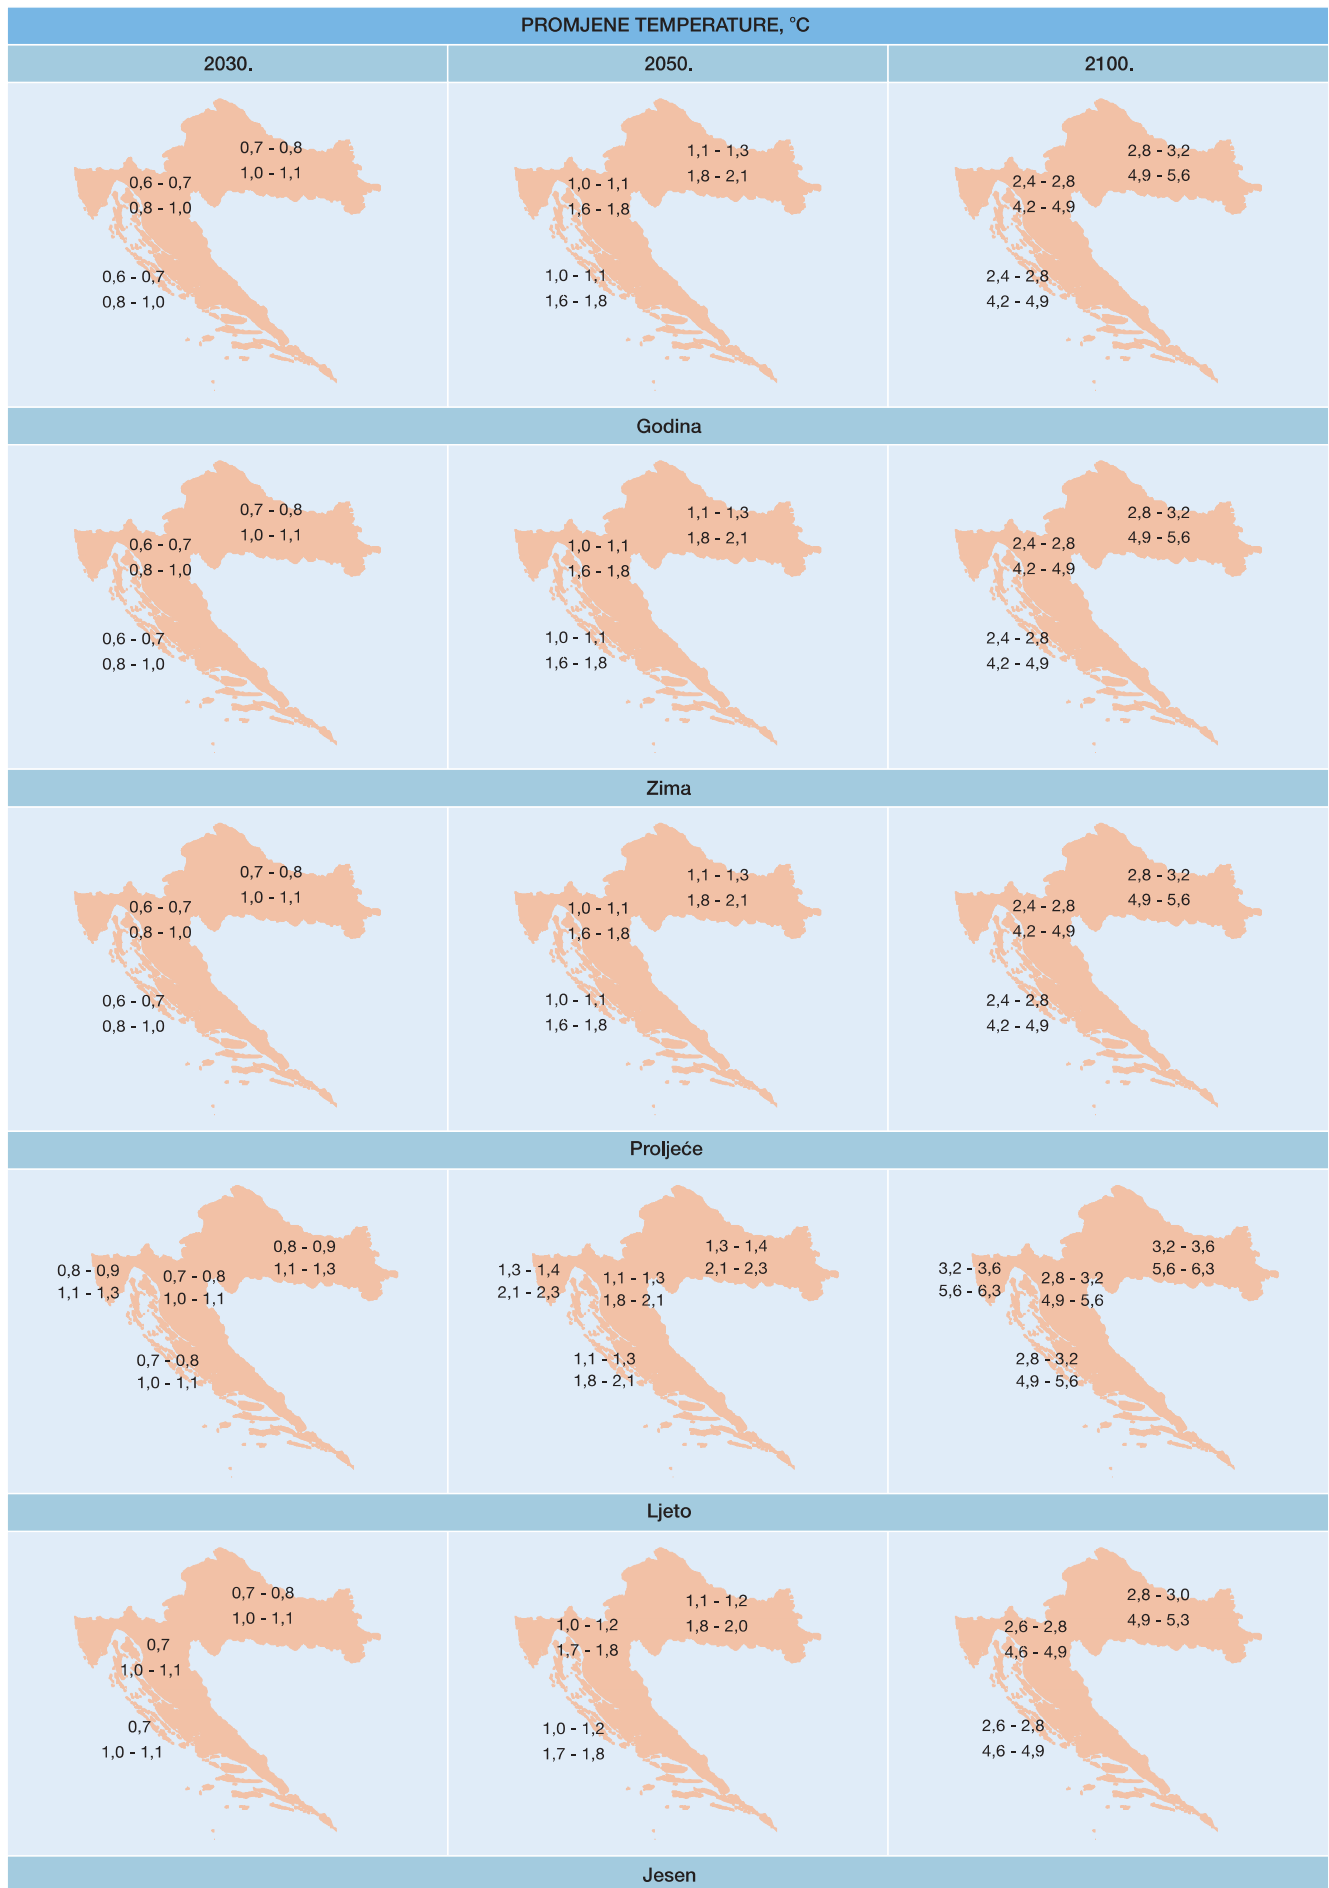 PROMJENE TEMPERATURE, °C
2030.
2050.
2100.
0,7 - 0,8
1,0 - 1,1
0,6 - 0,7
0,8 - 1,0
0,6 - 0,7
0,8 - 1,0
1,1 - 1,3
1,8 - 2,1
1,0 - 1,1
1,6 - 1,8
1,0 - 1,1
1,6 - 1,8
2,8 - 3,2
4,9 - 5,6
2,4 - 2,8
4,2 - 4,9
2,4 - 2,8
4,2 - 4,9
Godina
0,7 - 0,8
1,0 - 1,1
0,6 - 0,7
0,8 - 1,0
0,6 - 0,7
0,8 - 1,0
1,1 - 1,3
1,8 - 2,1
1,0 - 1,1
1,6 - 1,8
1,0 - 1,1
1,6 - 1,8
2,8 - 3,2
4,9 - 5,6
2,4 - 2,8
4,2 - 4,9
2,4 - 2,8
4,2 - 4,9
Zima
0,7 - 0,8
1,0 - 1,1
0,6 - 0,7
0,8 - 1,0
0,6 - 0,7
0,8 - 1,0
1,1 - 1,3
1,8 - 2,1
1,0 - 1,1
1,6 - 1,8
1,0 - 1,1
1,6 - 1,8
2,8 - 3,2
4,9 - 5,6
2,4 - 2,8
4,2 - 4,9
2,4 - 2,8
4,2 - 4,9
Proljeće
0,8 - 0,9
1,1 - 1,3
0,8 - 0,9
1,1 - 1,3
0,7 - 0,8
1,0 - 1,1
0,7 - 0,8
1,0 - 1,1
1,3 - 1,4
2,1 - 2,3
1,3 - 1,4
2,1 - 2,3
1,1 - 1,3
1,8 - 2,1
1,1 - 1,3
1,8 - 2,1
3,2 - 3,6
5,6 - 6,3
3,2 - 3,6
5,6 - 6,3
2,8 - 3,2
4,9 - 5,6
2,8 - 3,2
4,9 - 5,6
Ljeto
0,7 - 0,8
1,0 - 1,1
0,7
1,0 - 1,1
0,7
1,0 - 1,1
1,1 - 1,2
1,8 - 2,0
1,0 - 1,2
1,7 - 1,8
1,0 - 1,2
1,7 - 1,8
2,8 - 3,0
4,9 - 5,3
2,6 - 2,8
4,6 - 4,9
2,6 - 2,8
4,6 - 4,9
Jesen